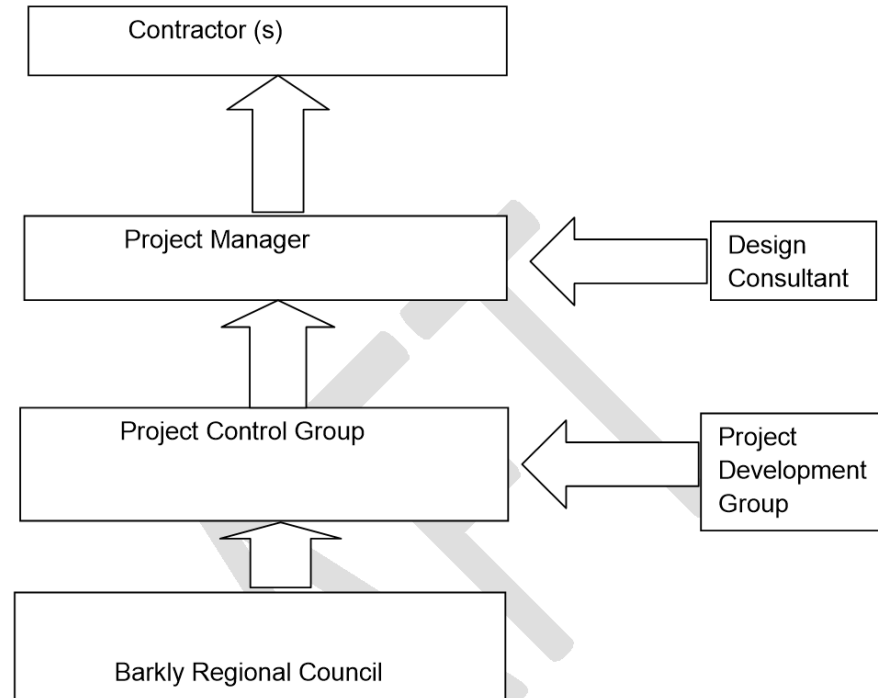 Contractor (s)
Project Manager
Design
Consultant
Project Control Group
Project
Development
Group
Barkly Regional Council